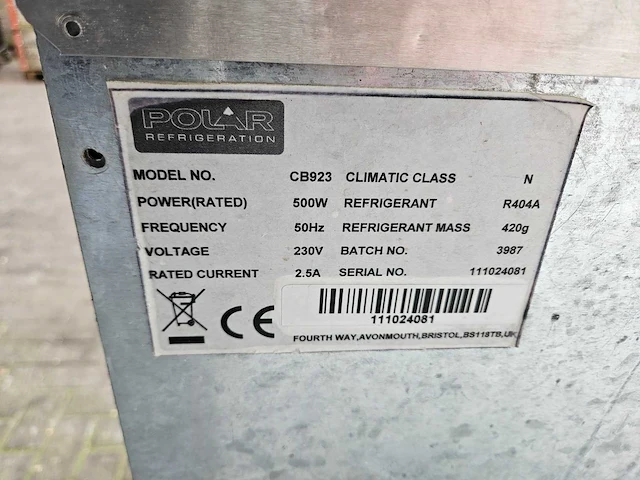 POLAR
REFRIGERATION
MODEL NO. CB923 CLIMATIC CLASS N
POWER(RATED) 500W REFRIGERANT R404A
FREQUENCY 50Hz REFRIGERANT MASS 420g
VOLTAGE 230V BATCH NO. 3987
RATED CURRENT 2.5A SERIAL NO. 111024081
CE
111024081
FOURTH WAY,AVONMOUTH,BRISTOL,BS118TB,UK